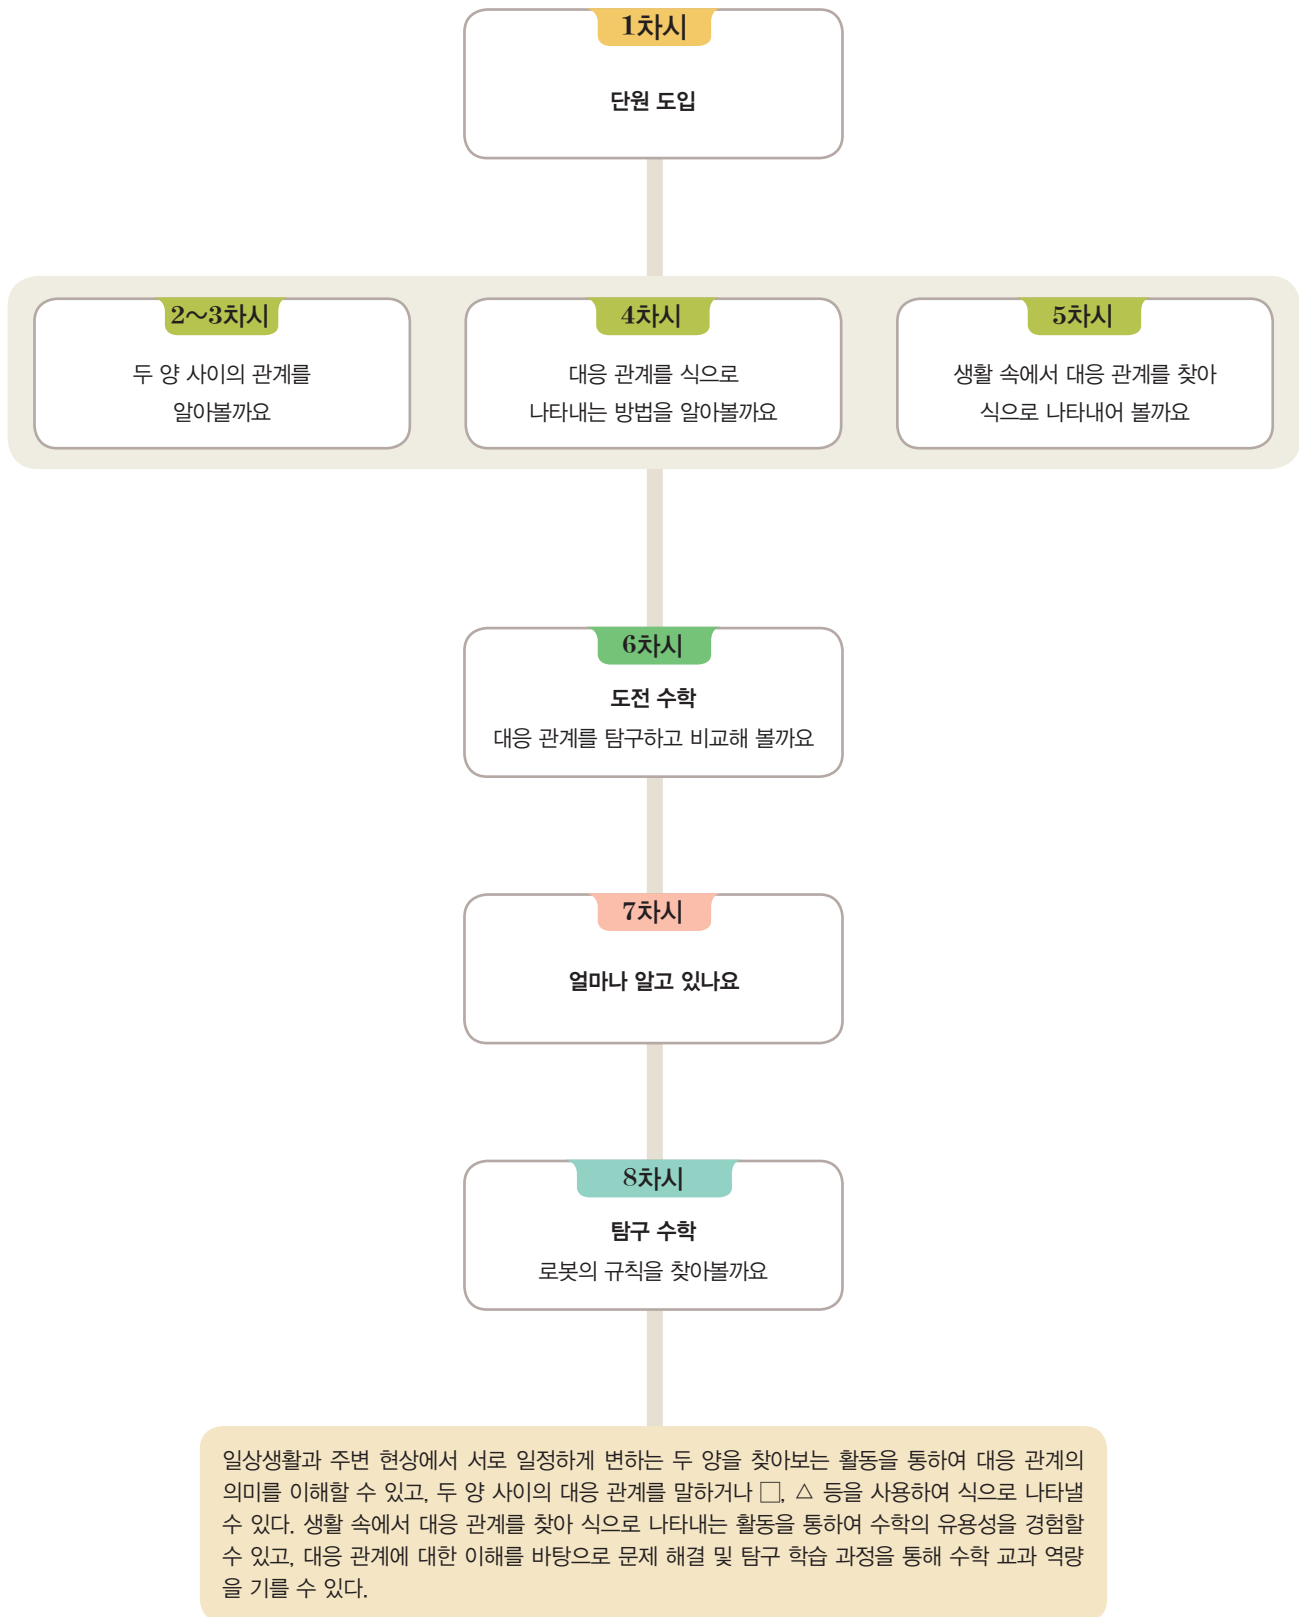 1차시
단원 도입
2~3차시
두 양 사이의 관계를
알아볼까요
4차시
대응 관계를 식으로
나타내는 방법을 알아볼까요
5차시
생활 속에서 대응 관계를 찾아
식으로 나타내어 볼까요
6차시
도전 수학
대응 관계를 탐구하고 비교해 볼까요
7차시
얼마나 알고 있나요
8차시
탐구 수학
로봇의 규칙을 찾아볼까요
일상생활과 주변 현상에서 서로 일정하게 변하는 두 양을 찾아보는 활동을 통하여 대응 관계의
의미를 이해할 수 있고, 두 양 사이의 대응 관계를 말하거나 □, △ 등을 사용하여 식으로 나타낼
수 있다. 생활 속에서 대응 관계를 찾아 식으로 나타내는 활동을 통하여 수학의 유용성을 경험할
수 있고, 대응 관계에 대한 이해를 바탕으로 문제 해결 및 탐구 학습 과정을 통해 수학 교과 역량
을 기를 수 있다.